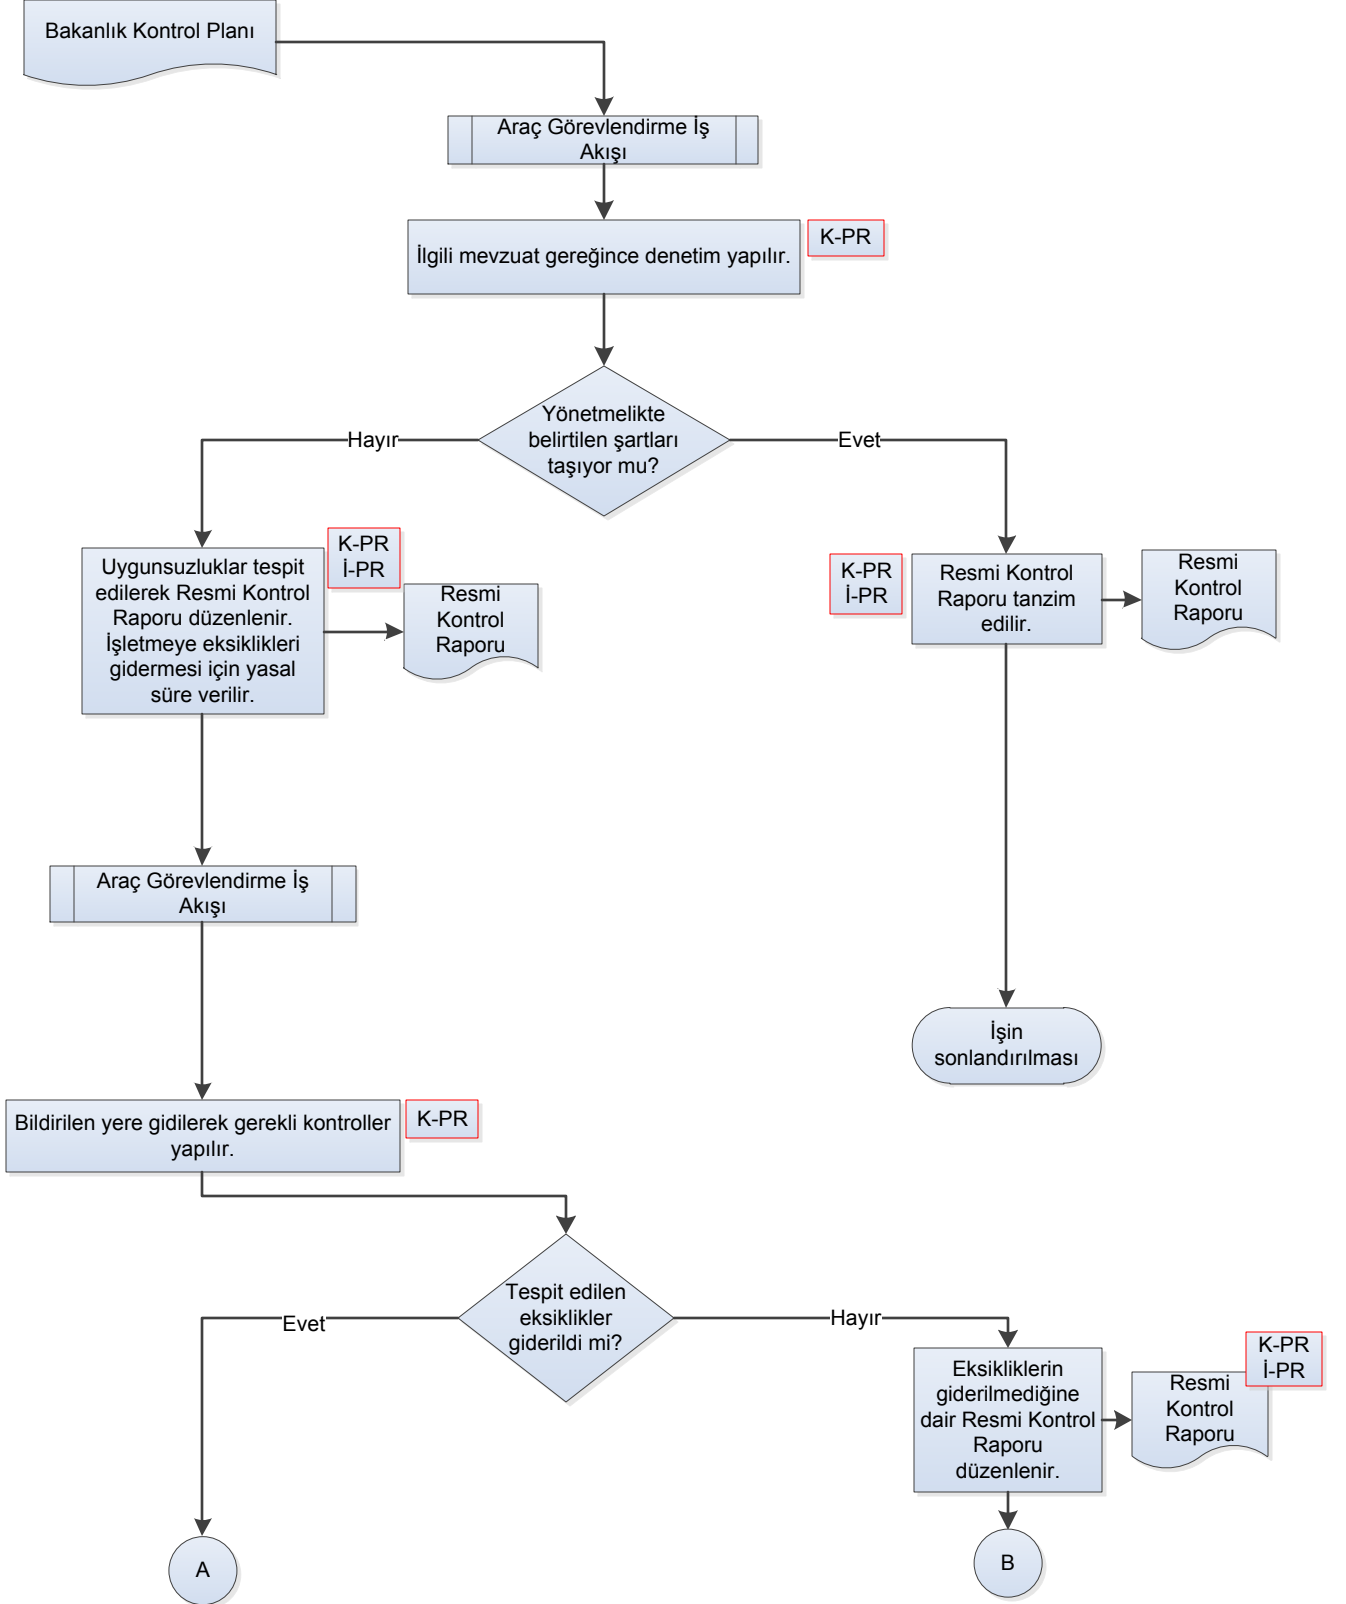 Bakanlık Kontrol Planı
Araç Görevlendirme İş
Akışı
İlgili mevzuat gereğince denetim yapılır.
K-PR
Yönetmelikte
belirtilen şartları
taşıyor mu?
Hayır
Evet
Uygunsuzluklar tespit
edilerek Resmi Kontrol
Raporu düzenlenir.
İşletmeye eksiklikleri
gidermesi için yasal
süre verilir.
K-PR
İ-PR
Resmi
Kontrol
Raporu
K-PR
İ-PR
Resmi Kontrol
Raporu tanzim
edilir.
Resmi
Kontrol
Raporu
Araç Görevlendirme İş
Akışı
İşin
sonlandırılması
Bildirilen yere gidilerek gerekli kontroller
yapılır.
K-PR
Tespit edilen
eksiklikler
giderildi mi?
Evet
Hayır
Eksikliklerin
giderilmediğine
dair Resmi Kontrol
Raporu
düzenlenir.
K-PR
İ-PR
Resmi
Kontrol
Raporu
A
B